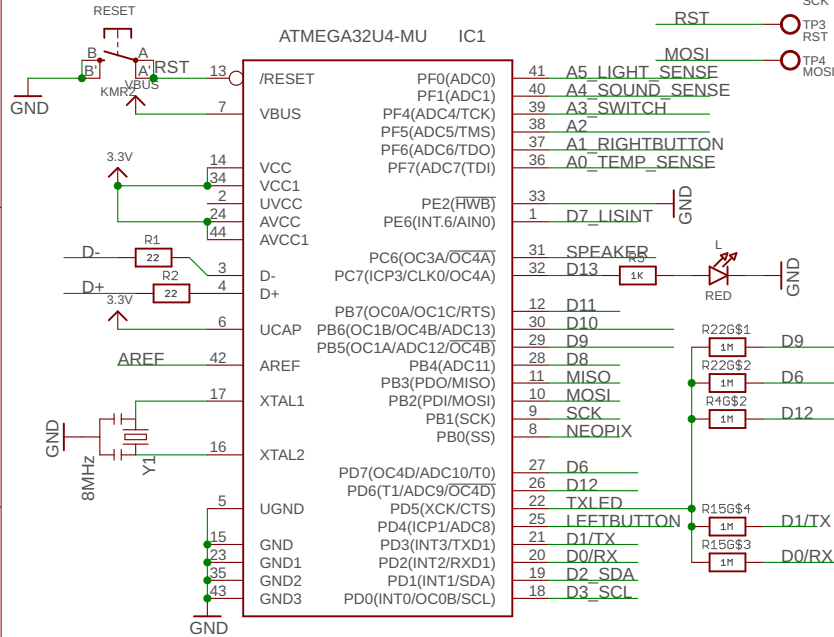 SCK
RESET
RST
TP3
RST
ATMEGA32U4-MU IC1
MOSI
TP4
MOSI
B A
B' A' RST
GND
KMR2
VBUS
13 /RESET
7 VBUS
3.3V
14 VCC
34 VCC1
2 UVCC
24 AVCC
44 AVCC1
D- R1 22 3 D-
D+ R2 22 4 D+
3.3V
6 UCAP
AREF 42 AREF
17 XTAL1
GND
8MHz Y1
16 XTAL2
5 UGND
15 GND
23 GND1
35 GND2
43 GND3
GND
PF0(ADC0) 41 A5_LIGHT_SENSE
PF1(ADC1) 40 A4_SOUND_SENSE
PF4(ADC4/TCK) 39 A3_SWITCH
PF5(ADC5/TMS) 38 A2
PF6(ADC6/TDO) 37 A1_RIGHTBUTTON
PF7(ADC7(TDI) 36 A0_TEMP_SENSE
PE2(HWB) 33 GND
PE6(INT.6/AIN0) 1 D7_LISINT
PC6(OC3A/OC4A) 31 SPEAKER
PC7(ICP3/CLK0/OC4A) 32 D13 1K L RED GND
PB7(OC0A/OC1C/RTS) 12 D11
PB6(OC1B/OC4B/ADC13) 30 D10
PB5(OC1A/ADC12/OC4B) 29 D9
PB4(ADC11) 28 D8
PB3(PDO/MISO) 11 MISO
PB2(PDI/MOSI) 10 MOSI
PB1(SCK) 9 SCK
PB0(SS) 8 NEOPIX
PD7(OC4D/ADC10/T0) 27 D6
PD6(T1/ADC9/OC4D) 26 D12
PD5(XCK/CTS) 22 TXLED
PD4(ICP1/ADC8) 25 LEFTBUTTON
PD3(INT3/TXD1) 21 D1/TX
PD2(INT2/RXD1) 20 D0/RX
PD1(INT1/SDA) 19 D2_SDA
PD0(INT0/OC0B/SCL) 18 D3_SCL
R22G$1
1M D9
R22G$2
1M D6
R4G$2
1M D12
R15G$4
1M D1/TX
R15G$3
1M D0/RX